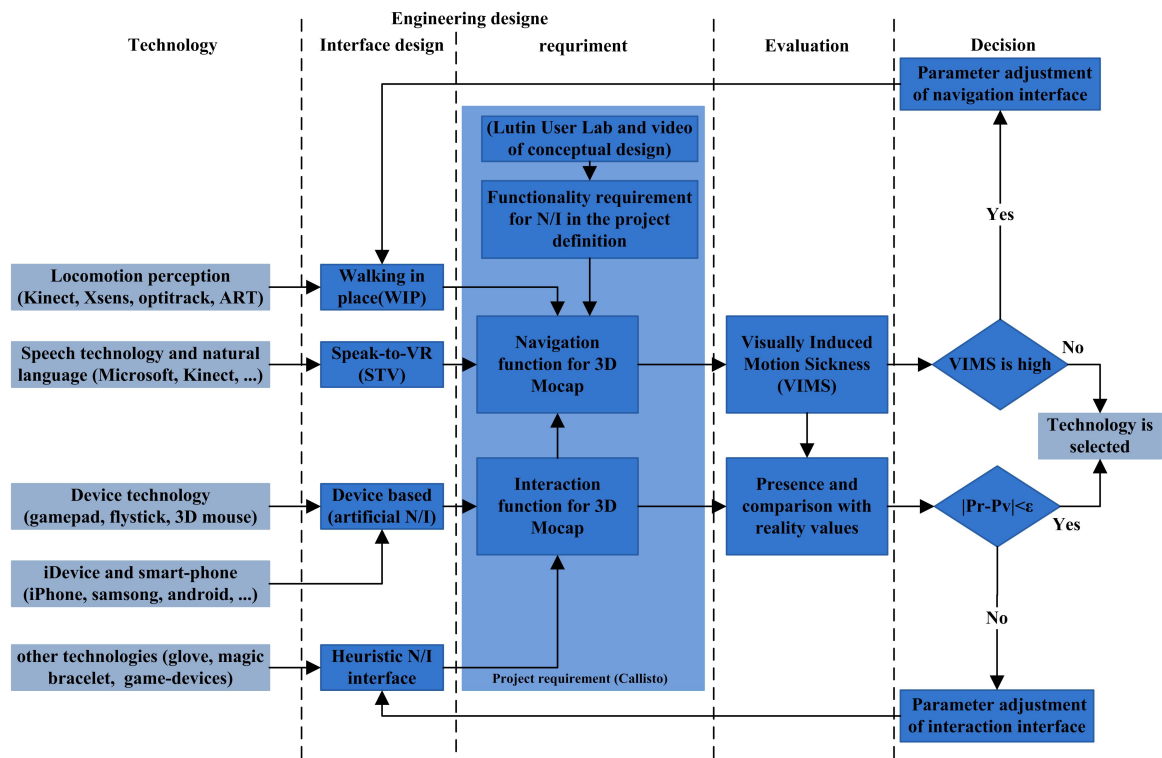 Engineering designe
Technology
Interface design
requriment
Evaluation
Decision
Parameter adjustment
of navigation interface
(Lutin User Lab and video
of conceptual design)
Functionality requirement
for N/I in the project
definition
Yes
Locomotion perception
(Kinect, Xsens, optitrack, ART)
Walking in
place(WIP)
Speech technology and natural
language (Microsoft, Kinect, ...)
Speak-to-VR
(STV)
Navigation
function for 3D
Mocap
Visually Induced
Motion Sickness
(VIMS)
VIMS is high
No
Technology is
selected
Device technology
(gamepad, flystick, 3D mouse)
Device based
(artificial N/I)
Interaction
function for 3D
Mocap
Presence and
comparison with
reality values
|Pr-Pv|<ε
Yes
iDevice and smart-phone
(iPhone, samsong, android, ...)
No
other technologies (glove, magic
bracelet, game-devices)
Heuristic N/I
interface
Project requirement (Callisto)
Parameter adjustment
of interaction interface